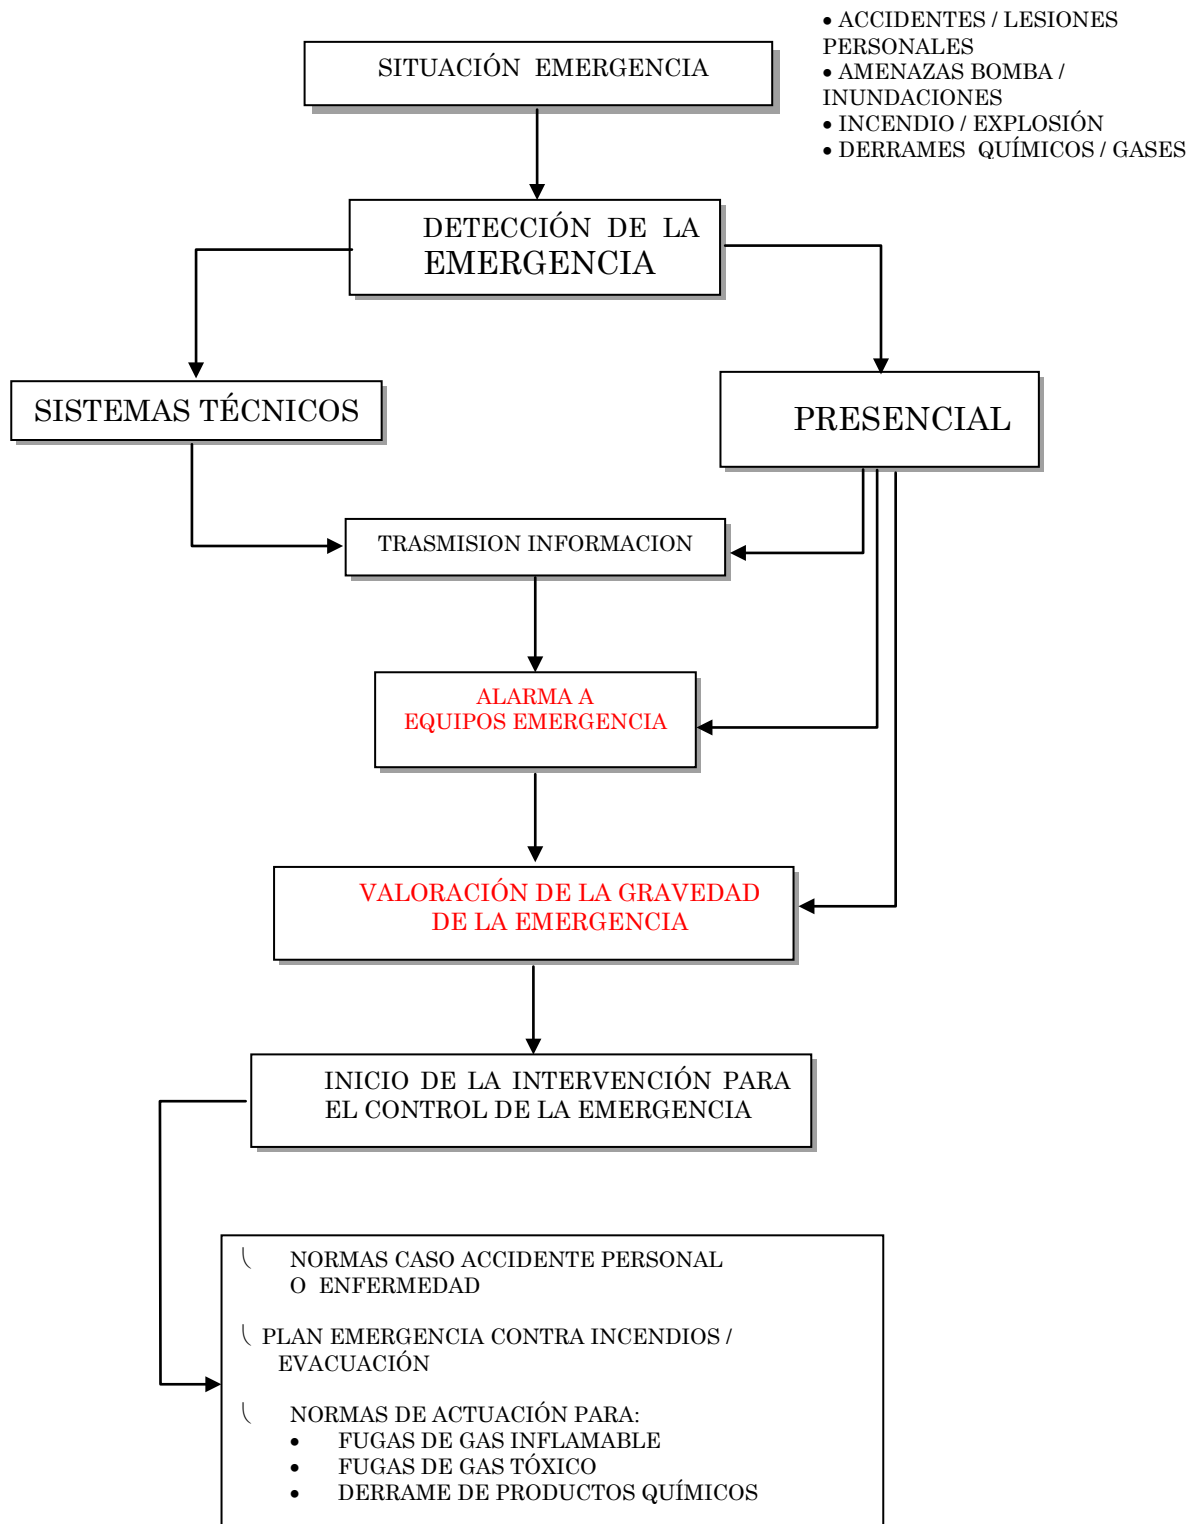 • ACCIDENTES / LESIONES
PERSONALES
• AMENAZAS BOMBA /
INUNDACIONES
• INCENDIO / EXPLOSIÓN
• DERRAMES QUÍMICOS / GASES
SITUACIÓN EMERGENCIA
DETECCIÓN DE LA
EMERGENCIA
SISTEMAS TÉCNICOS
PRESENCIAL
TRASMISION INFORMACION
ALARMA A
EQUIPOS EMERGENCIA
VALORACIÓN DE LA GRAVEDAD
DE LA EMERGENCIA
INICIO DE LA INTERVENCIÓN PARA
EL CONTROL DE LA EMERGENCIA
NORMAS CASO ACCIDENTE PERSONAL
O ENFERMEDAD
PLAN EMERGENCIA CONTRA INCENDIOS /
EVACUACIÓN
NORMAS DE ACTUACIÓN PARA:
• FUGAS DE GAS INFLAMABLE
• FUGAS DE GAS TÓXICO
• DERRAME DE PRODUCTOS QUÍMICOS